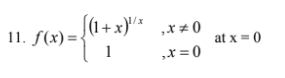 11. f(x) = { (1 + x)^{1/x} , x ≠ 0
1 , x = 0 at x = 0